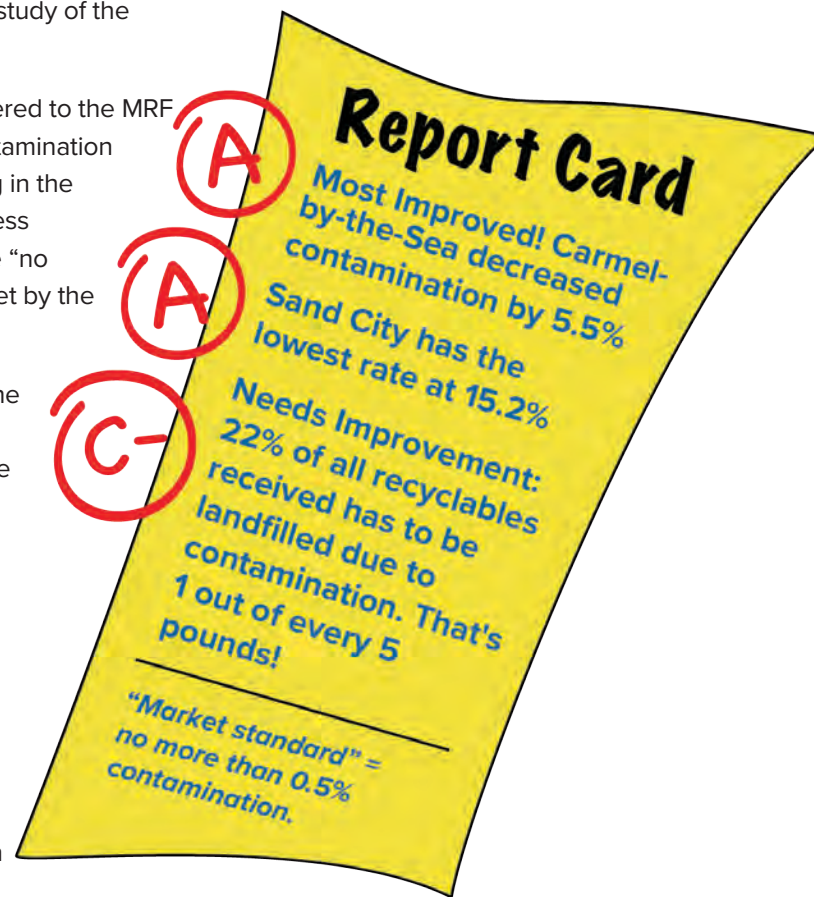 study of the
ered to the MRF
tamination
g in the
ess
e “no
et by the
ne
e
n
A
A
C-
Report Card
Most Improved! Carmel-
by-the-Sea decreased
contamination by 5.5%
Sand City has the
lowest rate at 15.2%
Needs Improvement:
22% of all recyclables
received has to be
landfilled due to
contamination. That's
1 out of every 5
pounds!
“Market standard” =
no more than 0.5%
contamination.